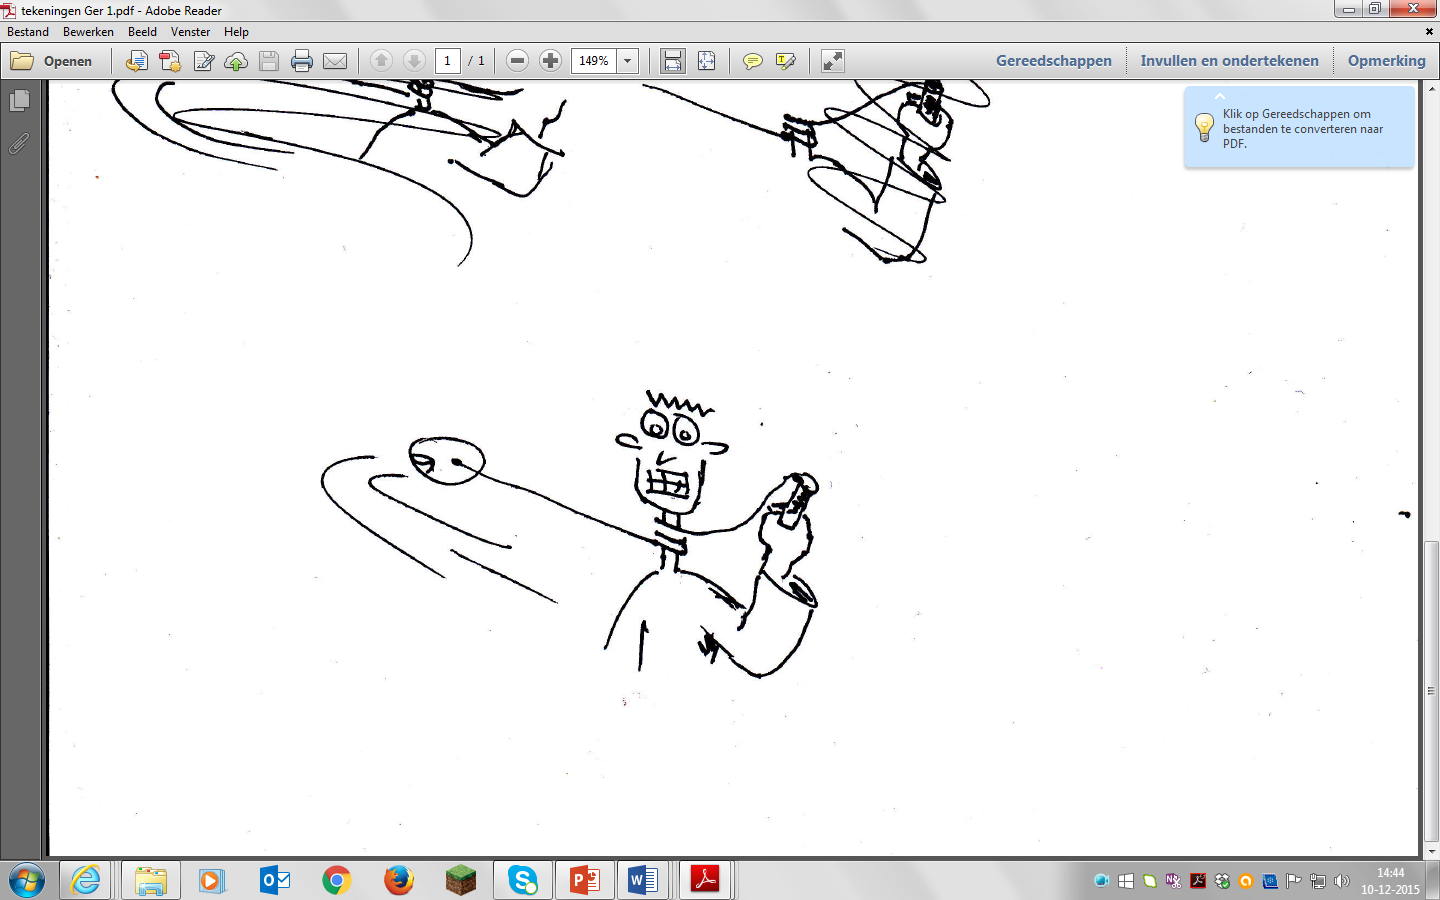 tekeningen Ger 1.pdf - Adobe Reader
Bestand Bewerken Beeld Venster Help
Openen 1 / 1 149% Gereedschappen Invullen en ondertekenen Opmerking
Klik op Gereedschappen om
bestanden te converteren naar
PDF.
14:44
10-12-2015